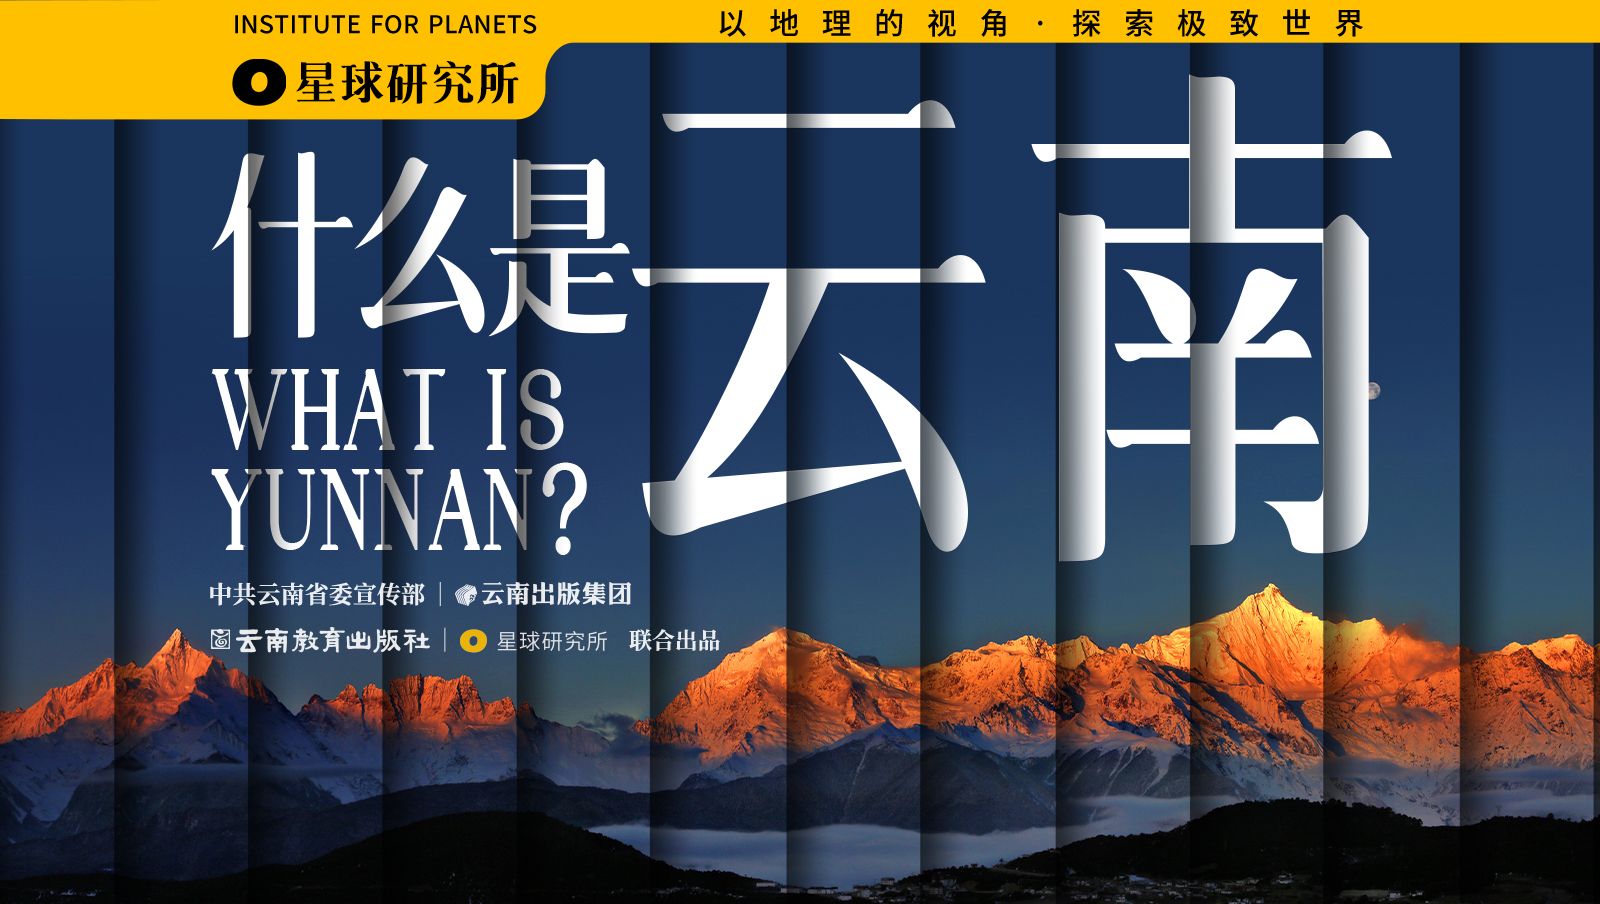 INSTITUTE FOR PLANETS
以地理的视角·探索极致世界
星球研究所
什么是
云南
WHAT IS
YUNNAN?
中共云南省委宣传部 | 云南出版集团
云南教育出版社 | 星球研究所 联合出品